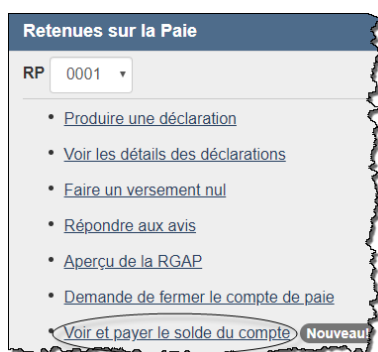 Retenues sur la Paie
RP 0001
Produire une déclaration
Voir les détails des déclarations
Faire un versement nul
Répondre aux avis
Aperçu de la RGAP
Demande de fermer le compte de paie
Voir et payer le solde du compte Nouveau!